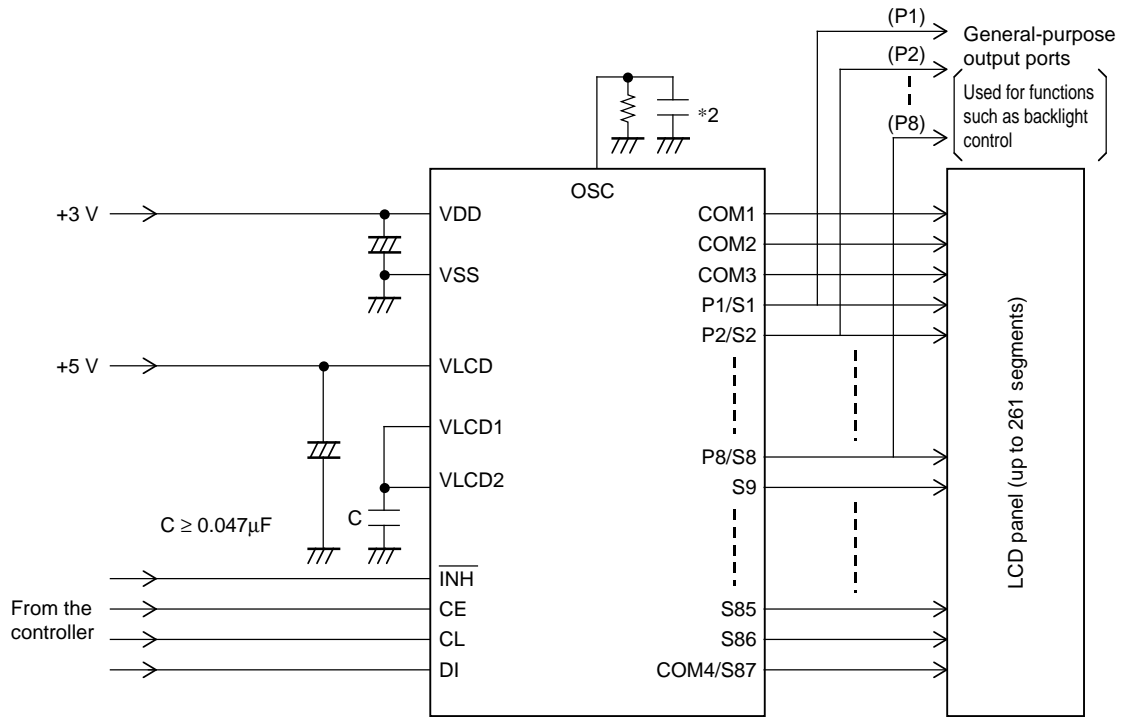 (P1)
General-purpose
output ports
(P2)
Used for functions
such as backlight
control
(P8)
∗2
OSC
+3 V
VDD
COM1
COM2
VSS
COM3
P1/S1
P2/S2
+5 V
VLCD
VLCD1
P8/S8
VLCD2
S9
C
C ≥ 0.047μF
LCD panel (up to 261 segments)
From the
controller
INH
CE
S85
CL
S86
DI
COM4/S87